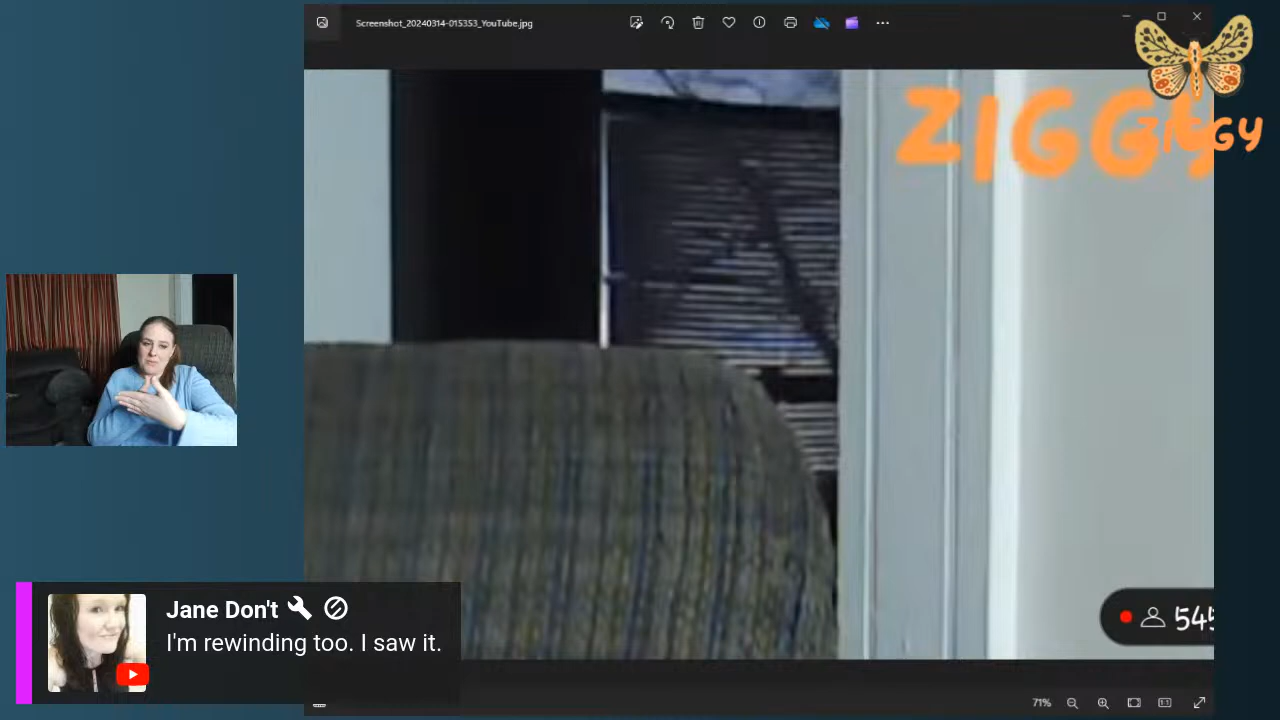 Screenshot_20240314-015353_YouTube.jpg
ZIGGY
ZIGGY
545
Jane Don't
I'm rewinding too. I saw it.
71%